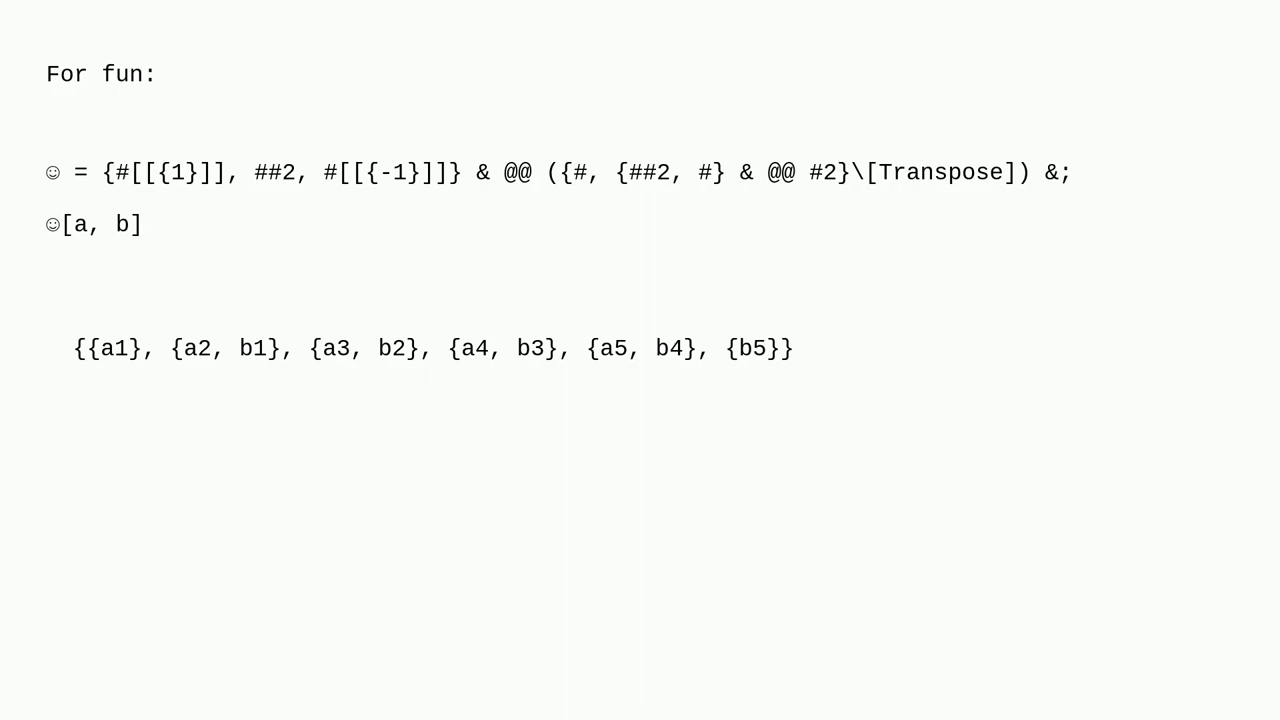 For fun:
☺ = {#[[{1}]], ##2, #[[{-1}]]} & @@ ({#, {##2, #} & @@ #2}\[Transpose]) &;
☺[a, b]
{{a1}, {a2, b1}, {a3, b2}, {a4, b3}, {a5, b4}, {b5}}